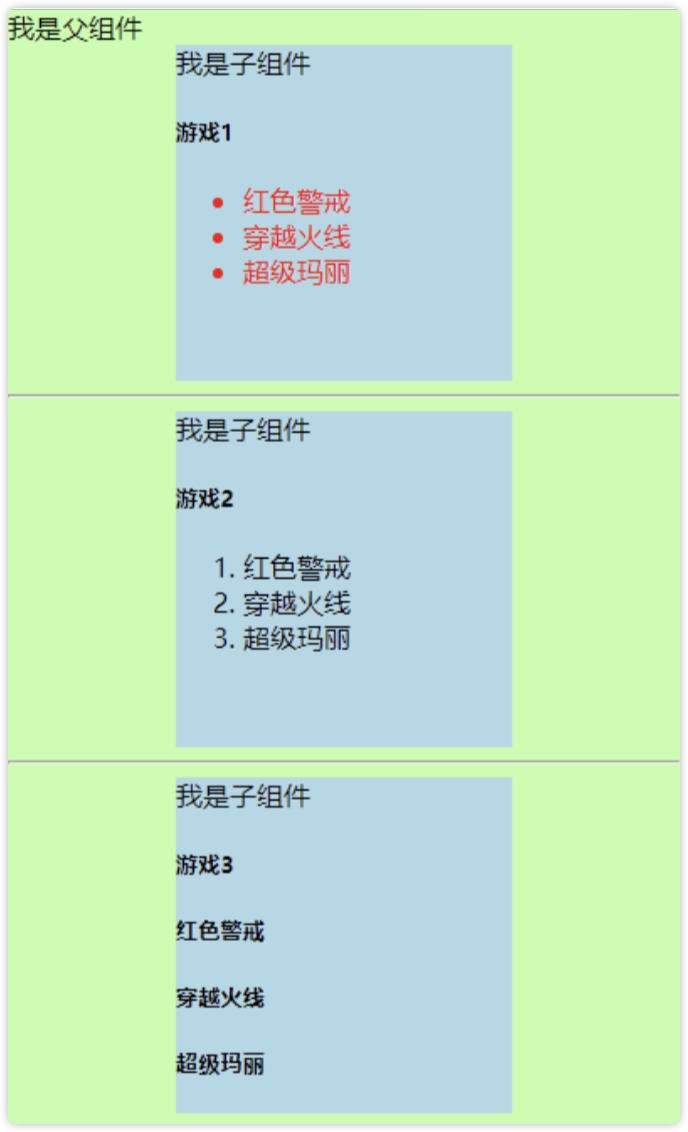 我是父组件
我是子组件
游戏1
红色警戒
穿越火线
超级玛丽
我是子组件
游戏2
1. 红色警戒
2. 穿越火线
3. 超级玛丽
我是子组件
游戏3
红色警戒
穿越火线
超级玛丽